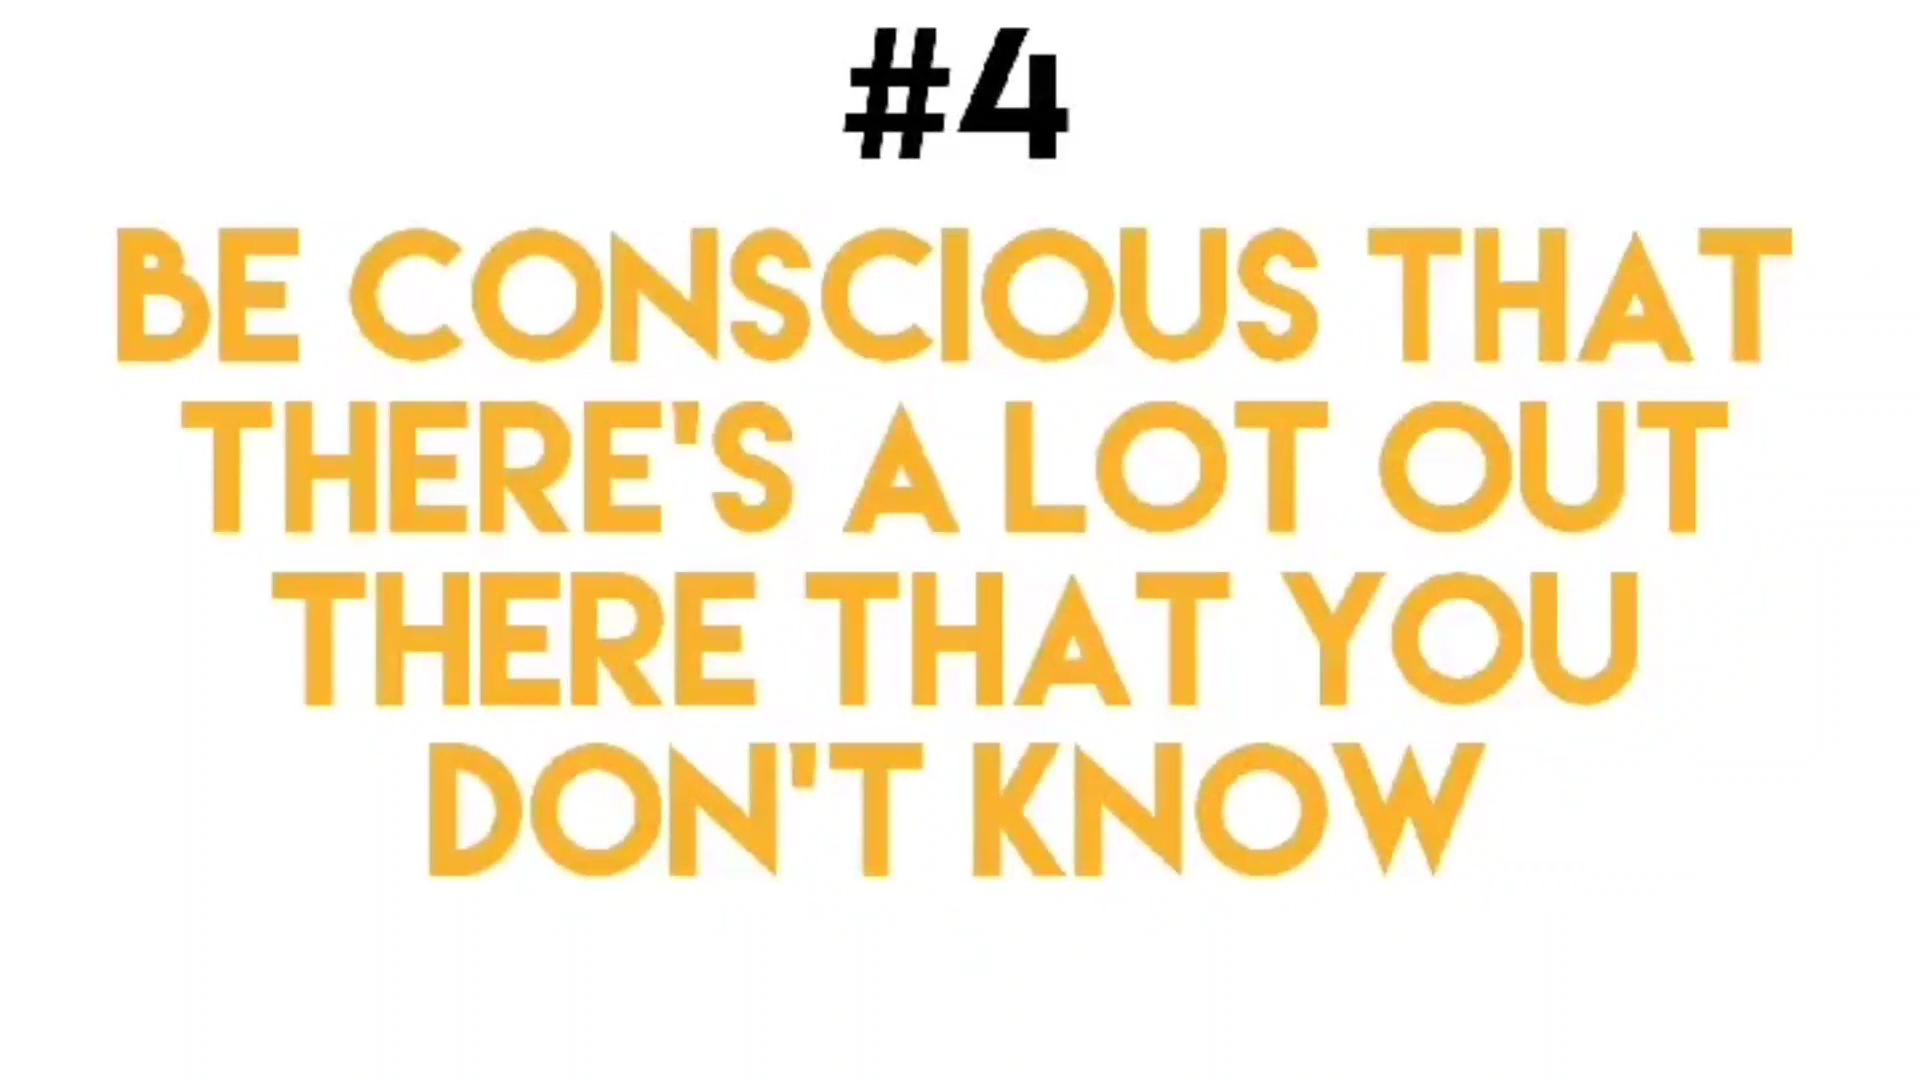 #4
BE CONSCIOUS THAT
THERE'S A LOT OUT
THERE THAT YOU
DON'T KNOW